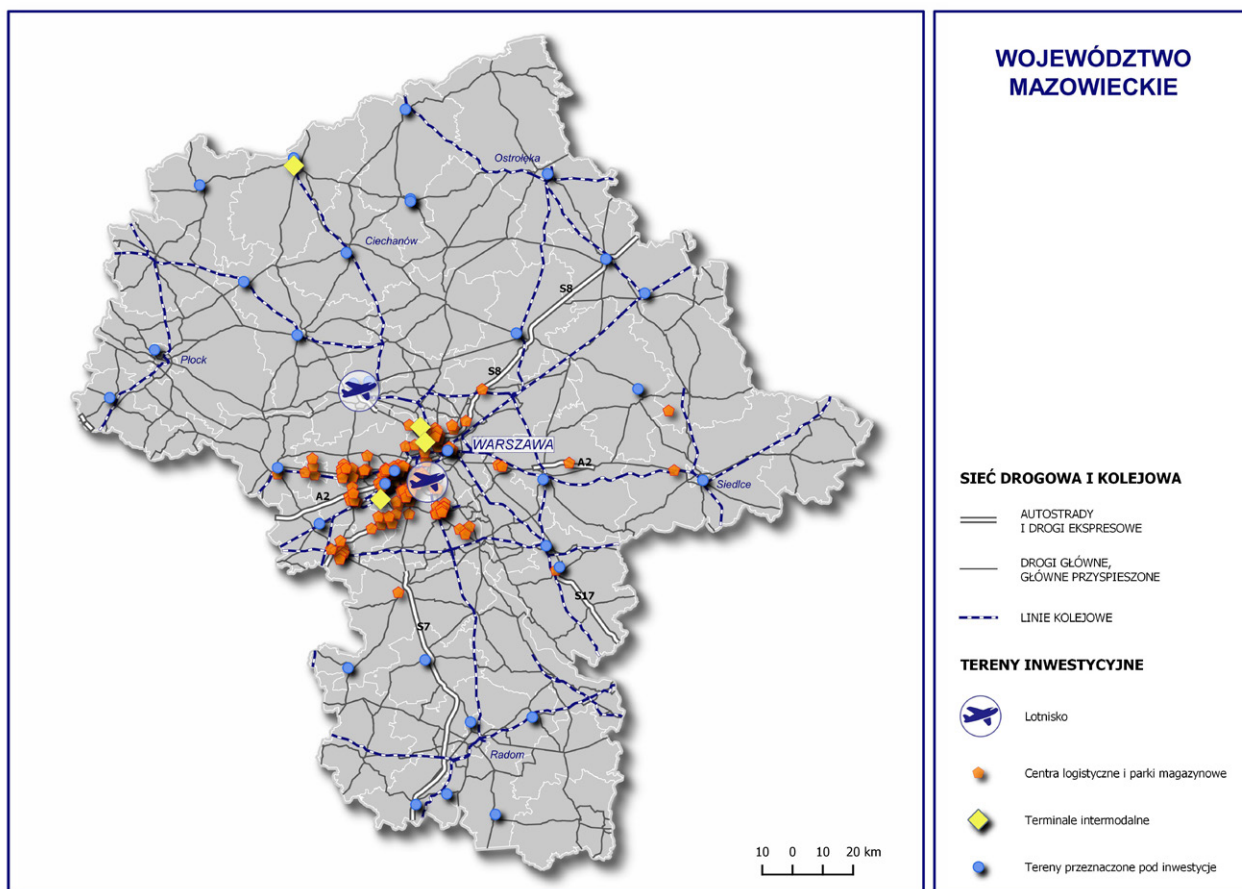 WOJEWÓDZTWO
MAZOWIECKIE
Ostrołęka
Ciechanów
S8
Płock
S8
WARSZAWA
A2
Siedlce
A2
S17
S7
Radom
10 0 10 20 km
SIEĆ DROGOWA I KOLEJOWA
AUTOSTRADY
I DROGI EKSPRESOWE
DROGI GŁÓWNE,
GŁÓWNE PRZYSPIESZONE
LINIE KOLEJOWE
TERENY INWESTYCYJNE
Lotnisko
Centra logistyczne i parki magazynowe
Terminale intermodalne
Tereny przeznaczone pod inwestycje